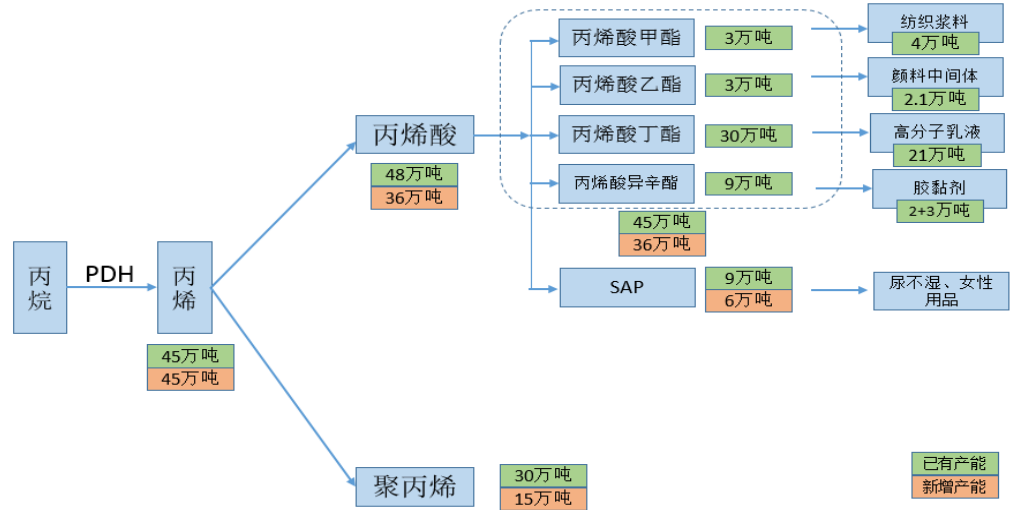 丙烷
PDH
丙烯
45万吨
45万吨
丙烯酸
48万吨
36万吨
聚丙烯
30万吨
15万吨
丙烯酸甲酯
3万吨
丙烯酸乙酯
3万吨
丙烯酸丁酯
30万吨
丙烯酸异辛酯
9万吨
45万吨
36万吨
SAP
9万吨
6万吨
纺织浆料
4万吨
颜料中间体
2.1万吨
高分子乳液
21万吨
胶黏剂
2+3万吨
尿不湿、女性
用品
已有产能
新增产能